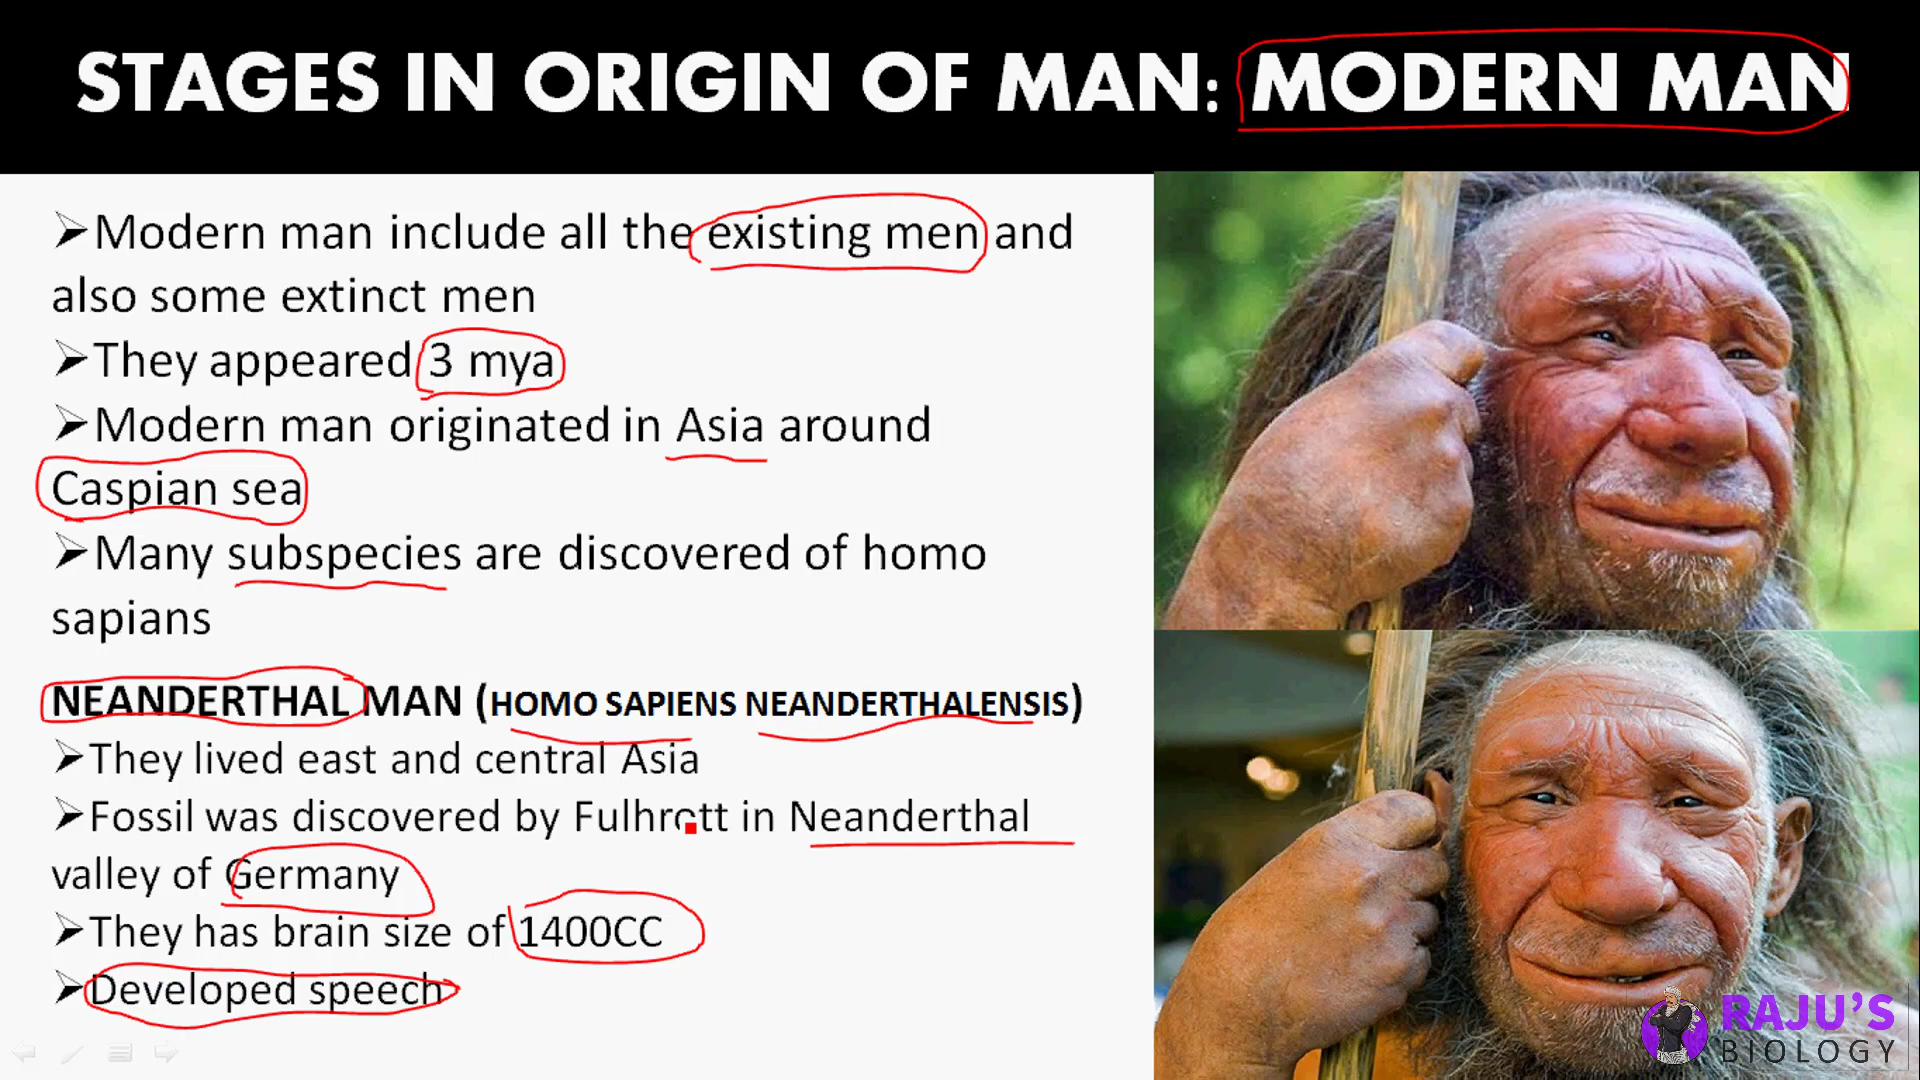 STAGES IN ORIGIN OF MAN: MODERN MAN
➢Modern man include all the existing men and
also some extinct men
➢They appeared 3 mya
➢Modern man originated in Asia around
Caspian sea
➢Many subspecies are discovered of homo
sapians
NEANDERTHAL MAN (HOMO SAPIENS NEANDERTHALENSIS)
➢They lived east and central Asia
➢Fossil was discovered by Fulhrott in Neanderthal
valley of Germany
➢They has brain size of 1400CC
➢Developed speech
RAJU'S
BIOLOGY